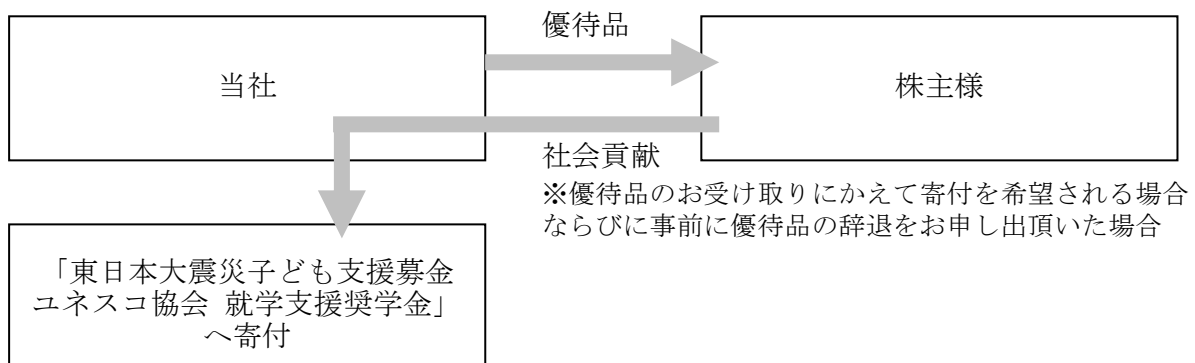 優待品
当社
株主様
社会貢献
※優待品のお受け取りにかえて寄付を希望される場合
ならびに事前に優待品の辞退をお申し出頂いた場合
「東日本大震災子ども支援募金
ユネスコ協会 就学支援奨学金」
へ寄付